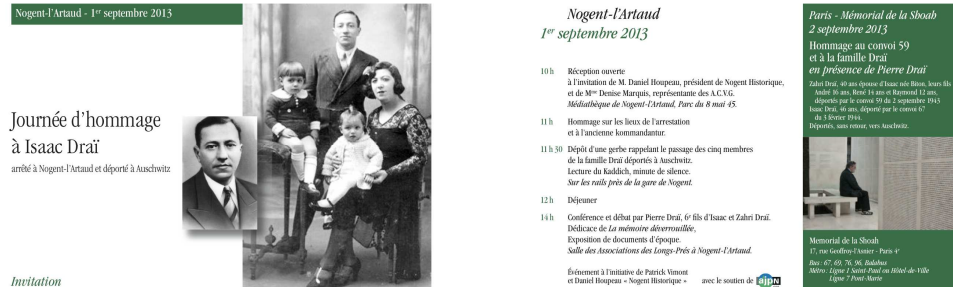 Nogent-l'Artaud - 1er septembre 2013
Journée d'hommage
à Isaac Draï
arrêté à Nogent-l'Artaud et déporté à Auschwitz
Invitation
Nogent-l'Artaud
1er septembre 2013
10 h Réception ouverte
à l'invitation de M. Daniel Houpeau, président de Nogent Historique,
et de Mme Denise Marquis, représentante des A.C.V.G.
Médiathèque de Nogent-l'Artaud, Parc du 8 mai 45.
11 h Hommage sur les lieux de l'arrestation
et à l'ancienne kommandantur.
11 h 30 Dépôt d'une gerbe rappelant le passage des cinq membres
de la famille Draï déportés à Auschwitz.
Lecture du Kaddich, minute de silence.
Sur les rails près de la gare de Nogent.
12 h Déjeuner
14 h Conférence et débat par Pierre Draï, 6e fils d'Isaac et Zahri Draï.
Dédicace de La mémoire déverrouillée,
Exposition de documents d'époque.
Salle des Associations des Longs-Prés à Nogent-l'Artaud.
Événement à l'initiative de Patrick Vimont
et Daniel Houpeau « Nogent Historique » avec le soutien de ajpn
Paris - Mémorial de la Shoah
2 septembre 2013
Hommage au convoi 59
et à la famille Draï
en présence de Pierre Draï
Zahri Draï, 40 ans épouse d'Isaac née Biton, leurs fils
André 16 ans, René 14 ans et Raymond 12 ans,
déportés par le convoi 59 du 2 septembre 1943
Isaac Draï, 46 ans, déporté par le convoi 67
du 3 février 1944.
Déportés, sans retour, vers Auschwitz.
Memorial de la Shoah
17, rue Geoffroy-l'Asnier - Paris 4e
Bus : 67, 69, 76, 96, Balabus
Métro : Ligne 1 Saint-Paul ou Hôtel-de-Ville
Ligne 7 Pont-Marie